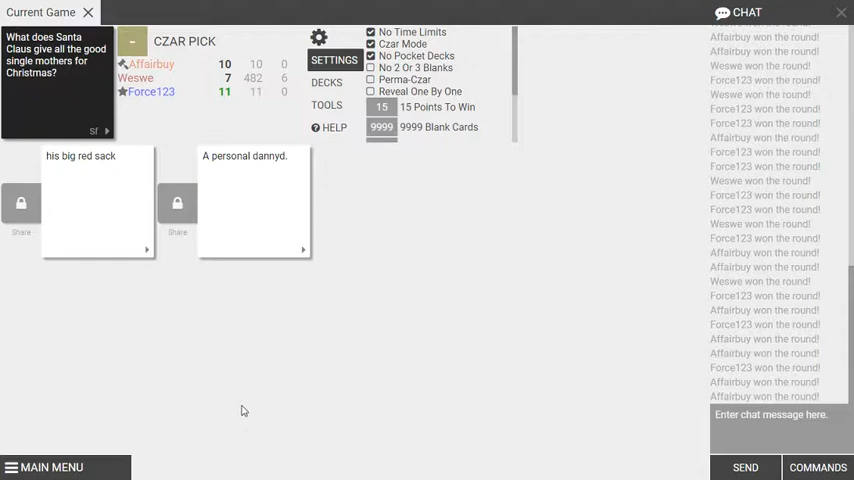 Current Game
What does Santa
Claus give all the good
single mothers for
Christmas?
Sf
-
CZAR PICK
Affairbuy 10 10 0
Weswe 7 482 6
Force123 11 11 0
SETTINGS
DECKS
TOOLS
HELP
No Time Limits
Czar Mode
No Pocket Decks
No 2 Or 3 Blanks
Perma-Czar
Reveal One By One
15 15 Points To Win
9999 9999 Blank Cards
his big red sack
Share
A personal dannyd.
Share
MAIN MENU
CHAT
Affairbuy won the round!
Affairbuy won the round!
Weswe won the round!
Force123 won the round!
Weswe won the round!
Force123 won the round!
Force123 won the round!
Affairbuy won the round!
Force123 won the round!
Force123 won the round!
Weswe won the round!
Force123 won the round!
Force123 won the round!
Weswe won the round!
Force123 won the round!
Affairbuy won the round!
Affairbuy won the round!
Weswe won the round!
Force123 won the round!
Affairbuy won the round!
Force123 won the round!
Affairbuy won the round!
Affairbuy won the round!
Force123 won the round!
Affairbuy won the round!
Affairbuy won the round!
Enter chat message here.
SEND
COMMANDS